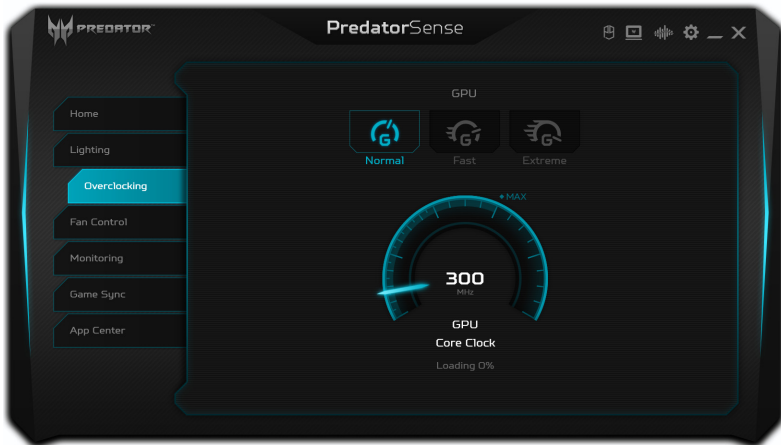 PREDATOR
PredatorSense
GPU
Home
Lighting
Overclocking
Fan Control
Monitoring
Game Sync
App Center
G G G
Normal Fast Extreme
• MAX
300
MHz
GPU
Core Clock
Loading 0%